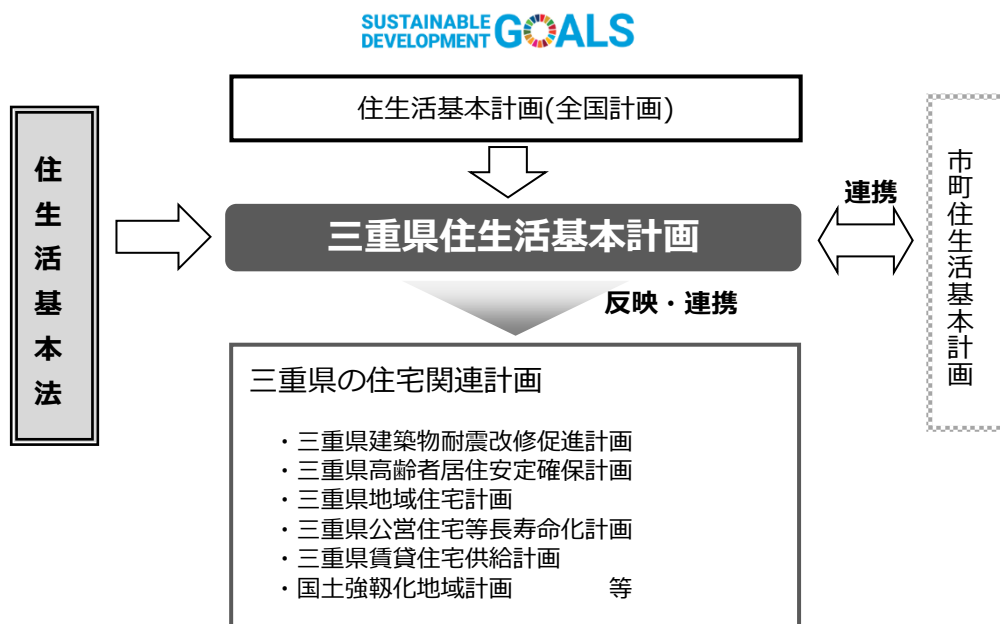 SUSTAINABLE
DEVELOPMENT
GOALS
住生活基本計画(全国計画)
住生活基本法
三重県住生活基本計画
連携
市町住生活基本計画
反映・連携
三重県の住宅関連計画
・三重県建築物耐震改修促進計画
・三重県高齢者居住安定確保計画
・三重県地域住宅計画
・三重県公営住宅等長寿命化計画
・三重県賃貸住宅供給計画
・国土強靱化地域計画 等